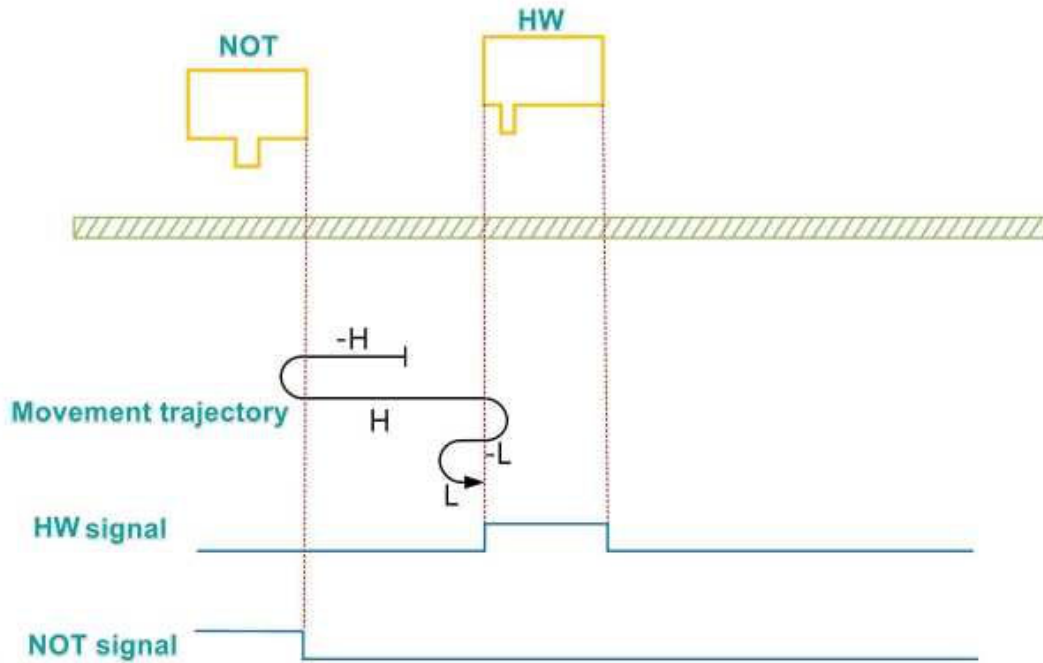 HW
NOT
-H
Movement trajectory
H
-L
L
HW signal
NOT signal